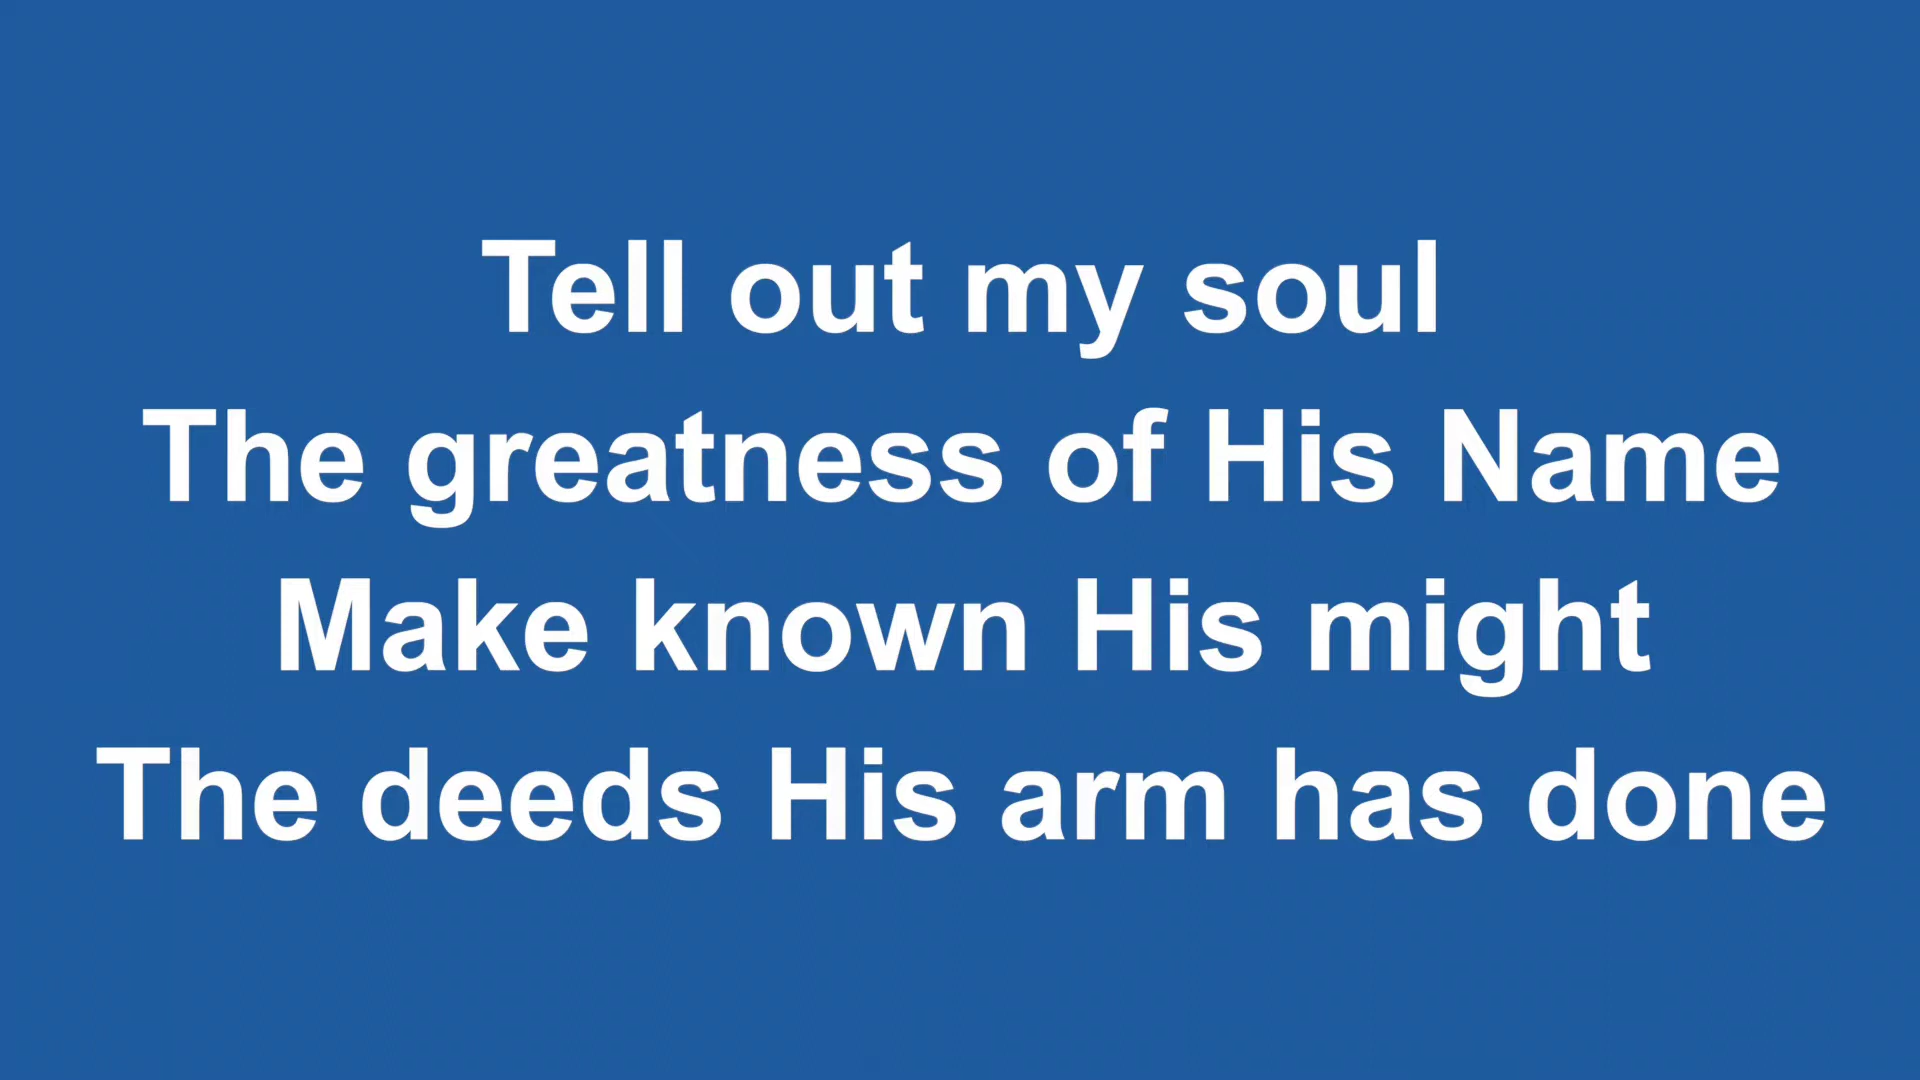 Tell out my soul
The greatness of His Name
Make known His might
The deeds His arm has done